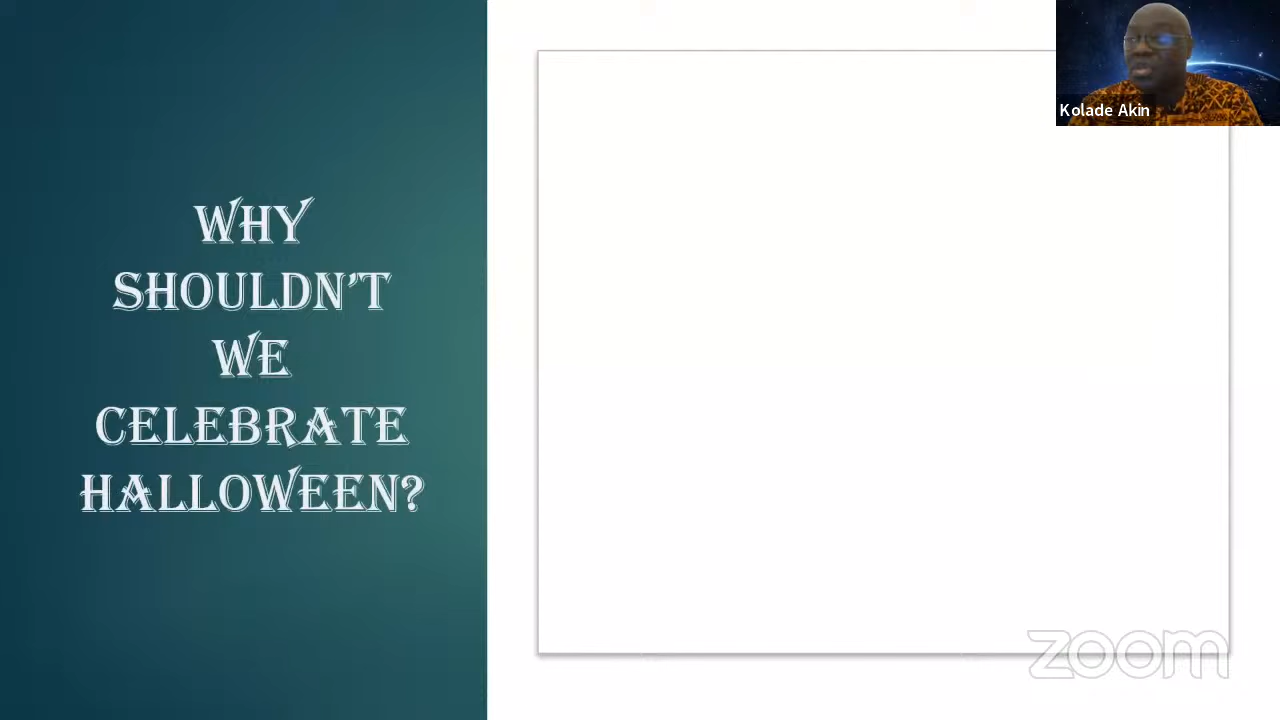 WHY
SHOULDN'T
WE
CELEBRATE
HALLOWEEN?
Kolade Akin
zoom